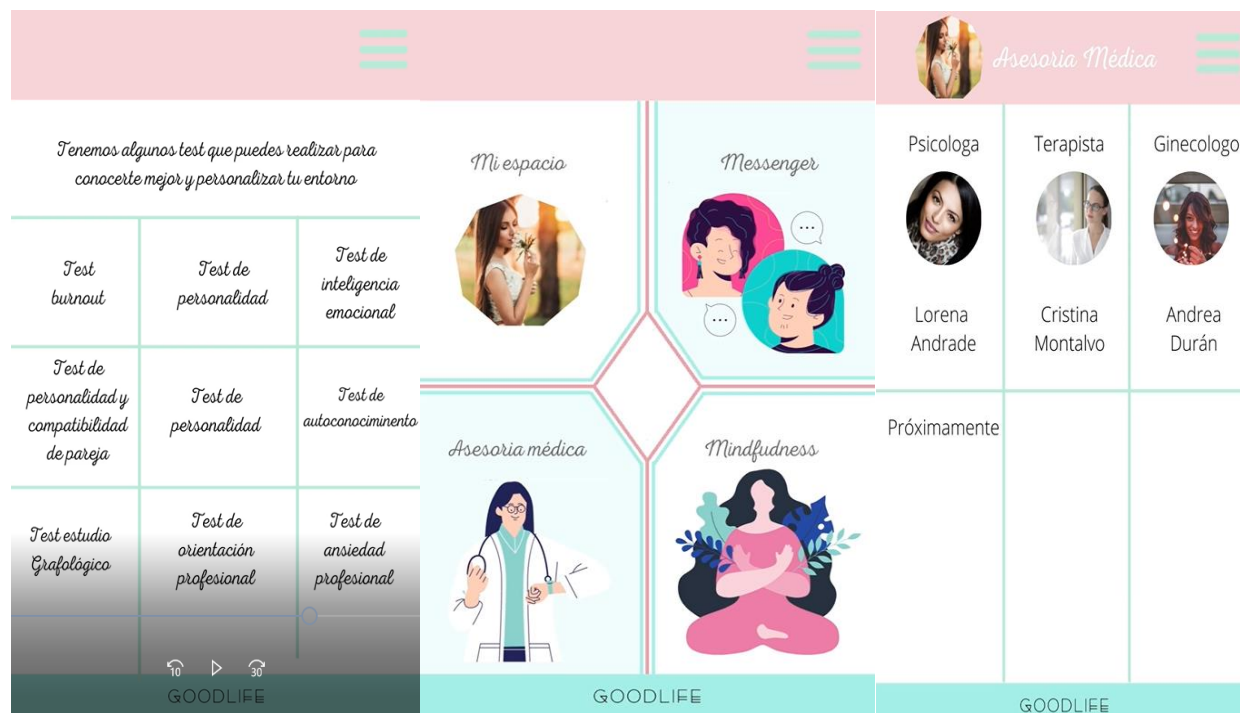 Tenemos algunos test que puedes realizar para
conocerte mejor y personalizar tu entorno
Test
burnout
Test de
personalidad
Test de
inteligencia
emocional
Test de
personalidad y
compatibilidad
de pareja
Test de
personalidad
Test de
autoconociminento
Test estudio
Grafológico
Test de
orientación
profesional
Test de
ansiedad
profesional
10
30
GOODLIFE
Mi espacio
Messenger
Asesoria médica
Mindfudness
GOODLIFE
Asesoria Médica
Psicologa
Terapista
Ginecologo
Lorena
Andrade
Cristina
Montalvo
Andrea
Durán
Próximamente
GOODLIFE